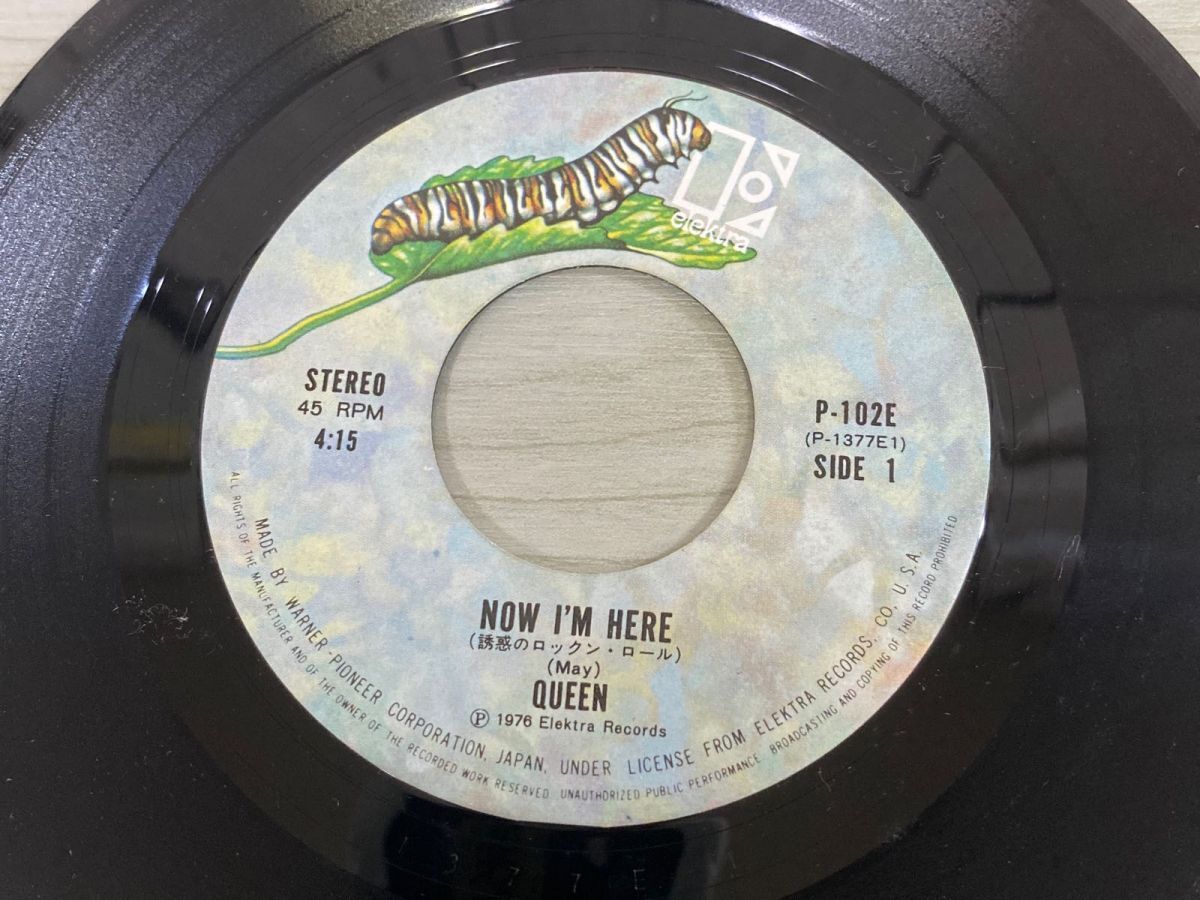 elektra
STEREO
45 RPM
4:15
P-102E
(P-1377E1)
SIDE 1
NOW I'M HERE
(誘惑のロックン・ロール)
(May)
QUEEN
Ⓟ 1976 Elektra Records
MADE BY WARNER-PIONEER CORPORATION, JAPAN, UNDER LICENSE FROM ELEKTRA RECORDS, CO, U.S.A.
ALL RIGHTS OF THE MANUFACTURER AND OF THE OWNER OF THE RECORDED WORK RESERVED UNAUTHORIZED PUBLIC PERFORMANCE BROADCASTING AND COPYING OF THIS RECORD PROHIBITED